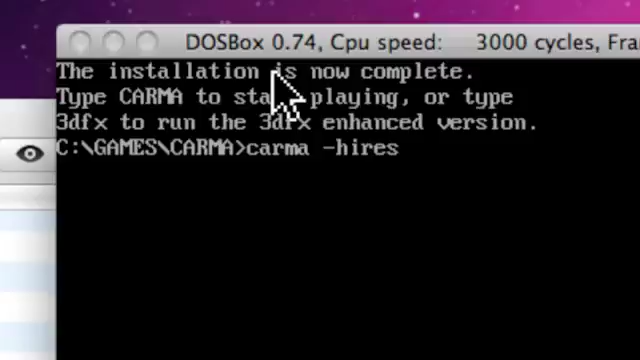 DOSBox 0.74, Cpu speed: 3000 cycles, Fra
The installation is now complete.
Type CARMA to start playing, or type
3dfx to run the 3dfx enhanced version.
C:\GAMES\CARMA>carma -hires